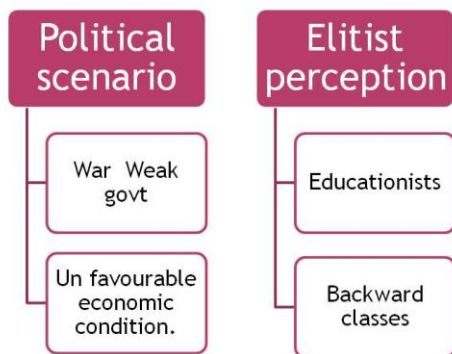 Political
scenario
War Weak
govt
Un favourable
economic
condition.
Elitist
perception
Educationists
Backward
classes